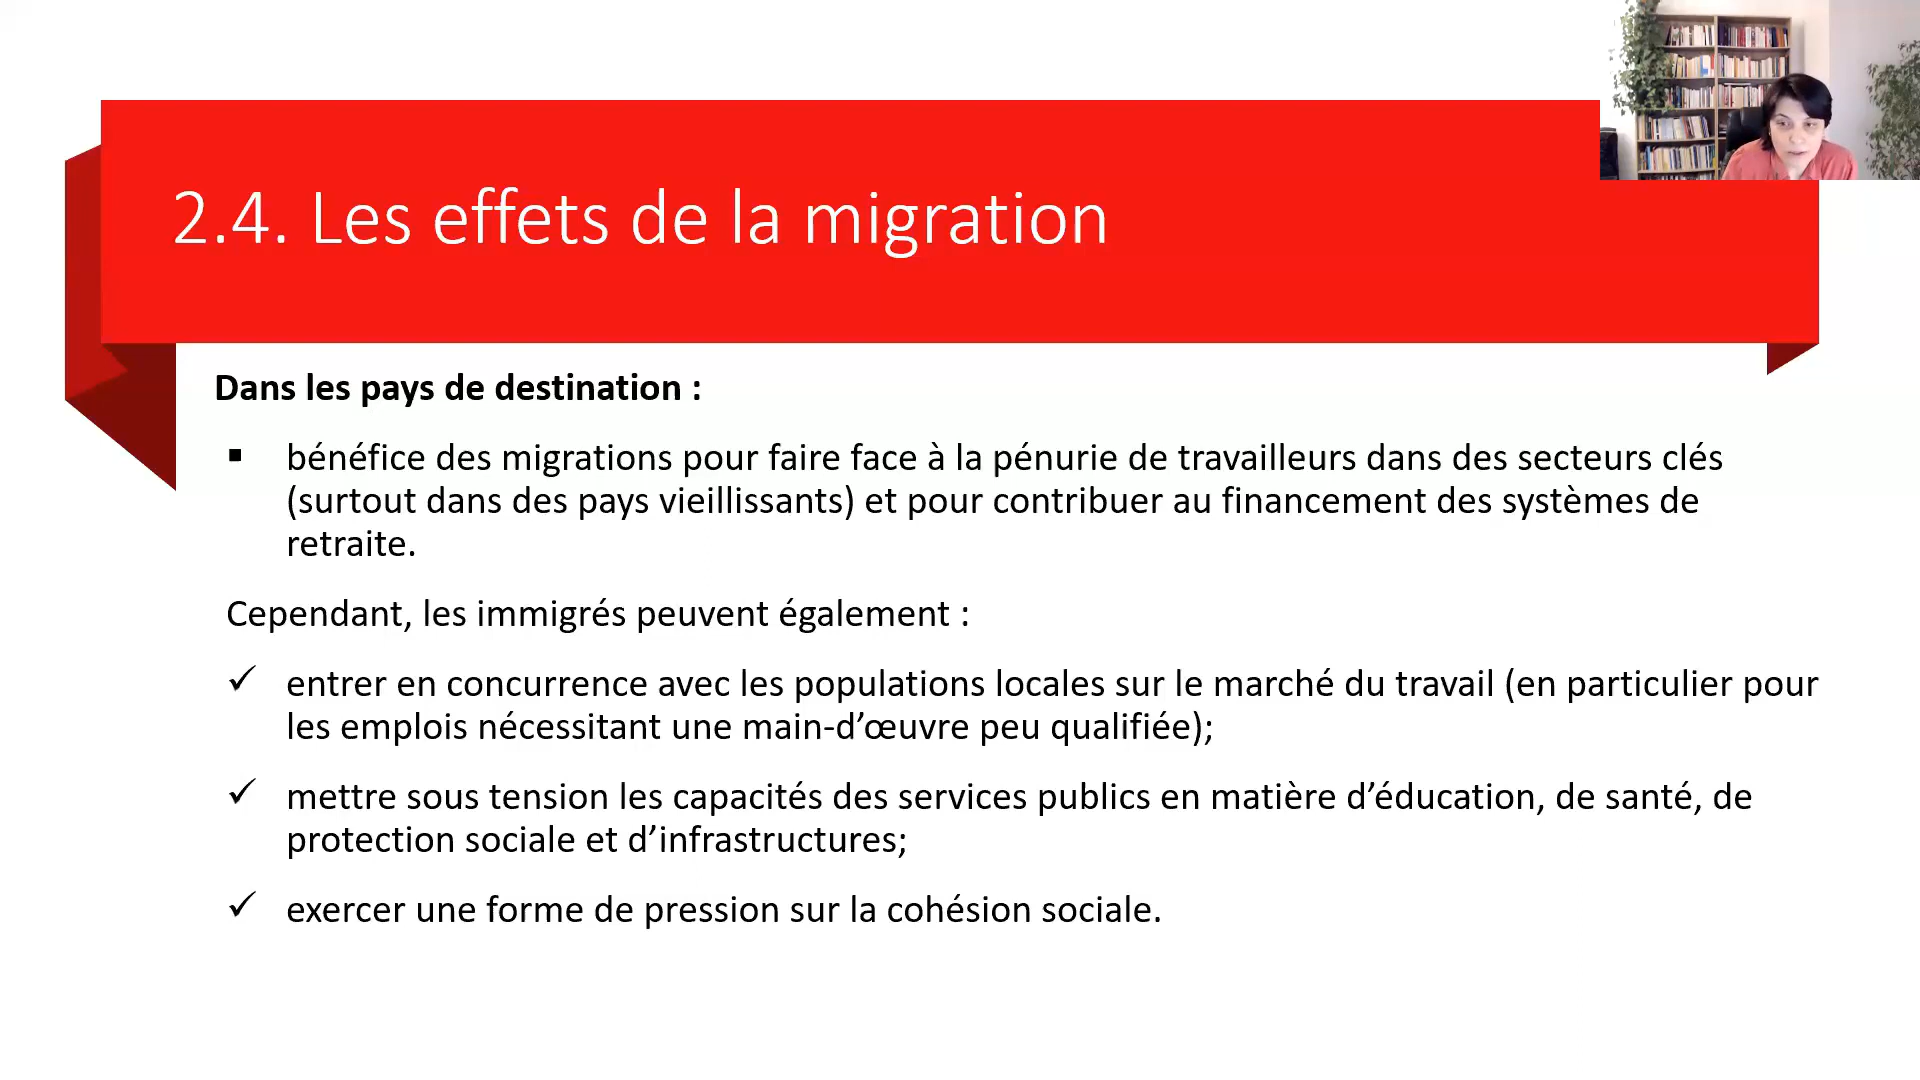 2.4. Les effets de la migration
Dans les pays de destination :
▪ bénéfice des migrations pour faire face à la pénurie de travailleurs dans des secteurs clés
(surtout dans des pays vieillissants) et pour contribuer au financement des systèmes de
retraite.
Cependant, les immigrés peuvent également :
✓ entrer en concurrence avec les populations locales sur le marché du travail (en particulier pour
les emplois nécessitant une main-d’œuvre peu qualifiée);
✓ mettre sous tension les capacités des services publics en matière d’éducation, de santé, de
protection sociale et d’infrastructures;
✓ exercer une forme de pression sur la cohésion sociale.